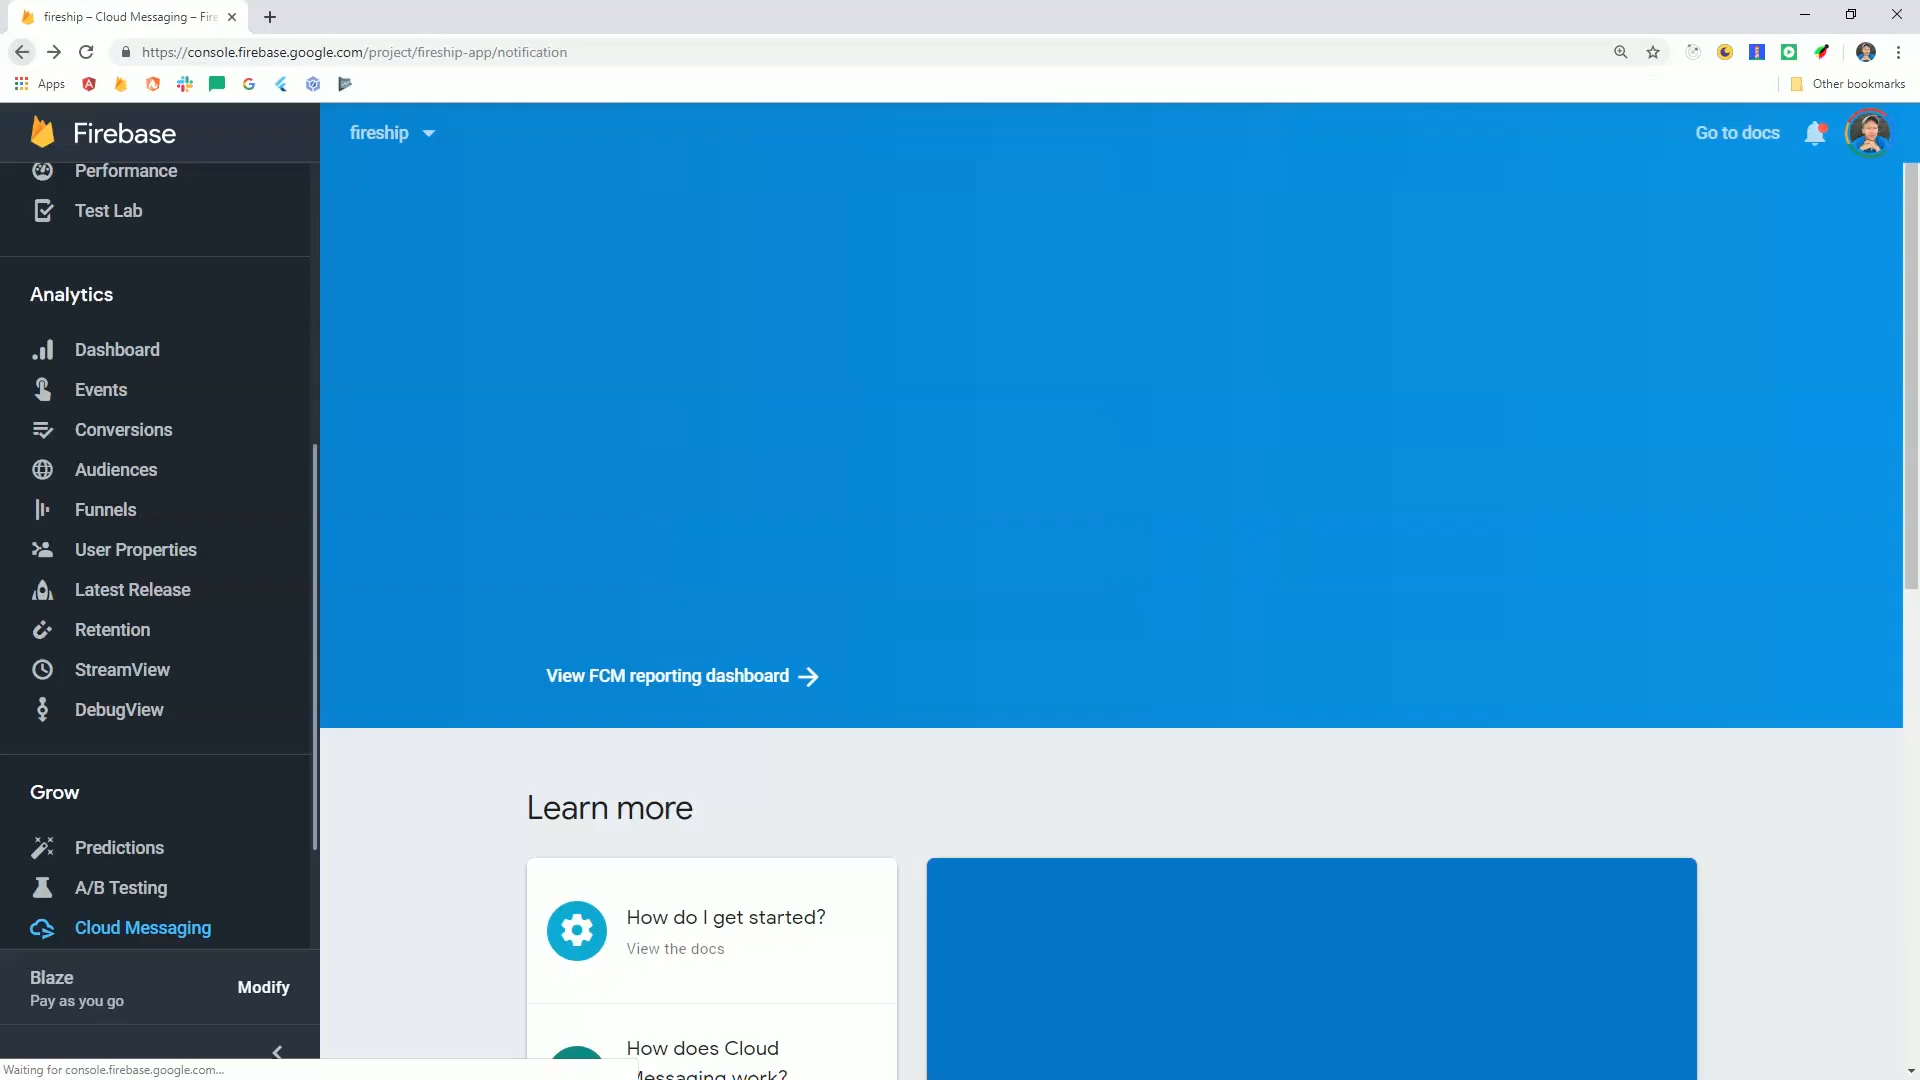 fireship – Cloud Messaging – Fire
https://console.firebase.google.com/project/fireship-app/notification
Apps
Other bookmarks
Firebase
fireship
Go to docs
Performance
Test Lab
Analytics
Dashboard
Events
Conversions
Audiences
Funnels
User Properties
Latest Release
Retention
StreamView
DebugView
Grow
Predictions
A/B Testing
Cloud Messaging
Blaze
Pay as you go
Modify
View FCM reporting dashboard
Learn more
How do I get started?
View the docs
How does Cloud
Messaging work?
Waiting for console.firebase.google.com...